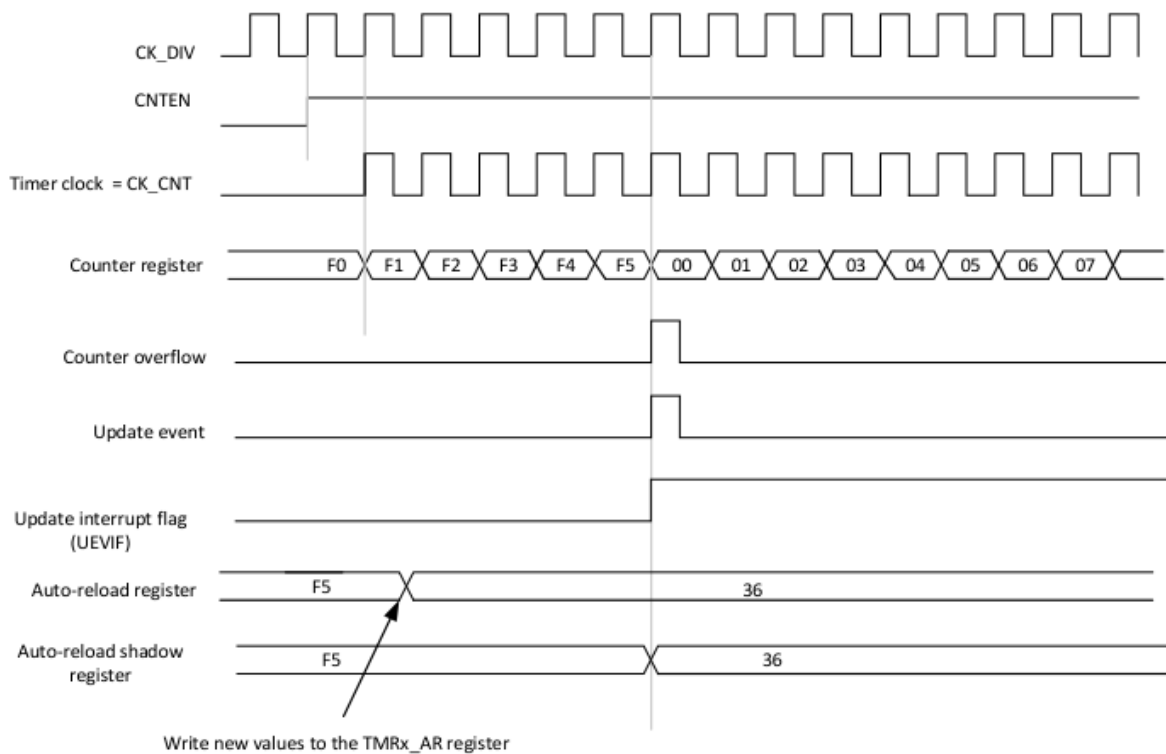 CK_DIV
CNTEN
Timer clock = CK_CNT
Counter register F0 F1 F2 F3 F4 F5 00 01 02 03 04 05 06 07
Counter overflow
Update event
Update interrupt flag
(UEVIF)
Auto-reload register F5 36
Auto-reload shadow
register
F5 36
Write new values to the TMRx_AR register